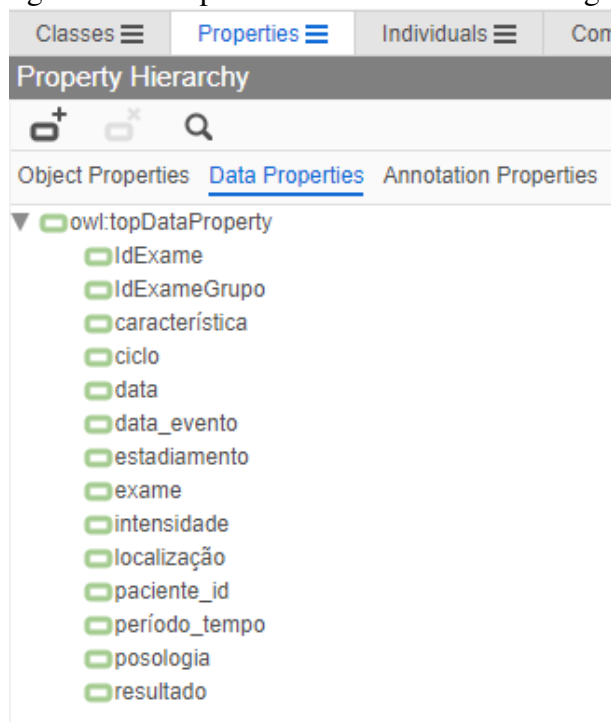 Classes Properties Individuals
Property Hierarchy
Object Properties Data Properties Annotation Properties
owl:topDataProperty
IdExame
IdExameGrupo
característica
ciclo
data
data_evento
estadiamento
exame
intensidade
localização
paciente_id
período_tempo
posologia
resultado